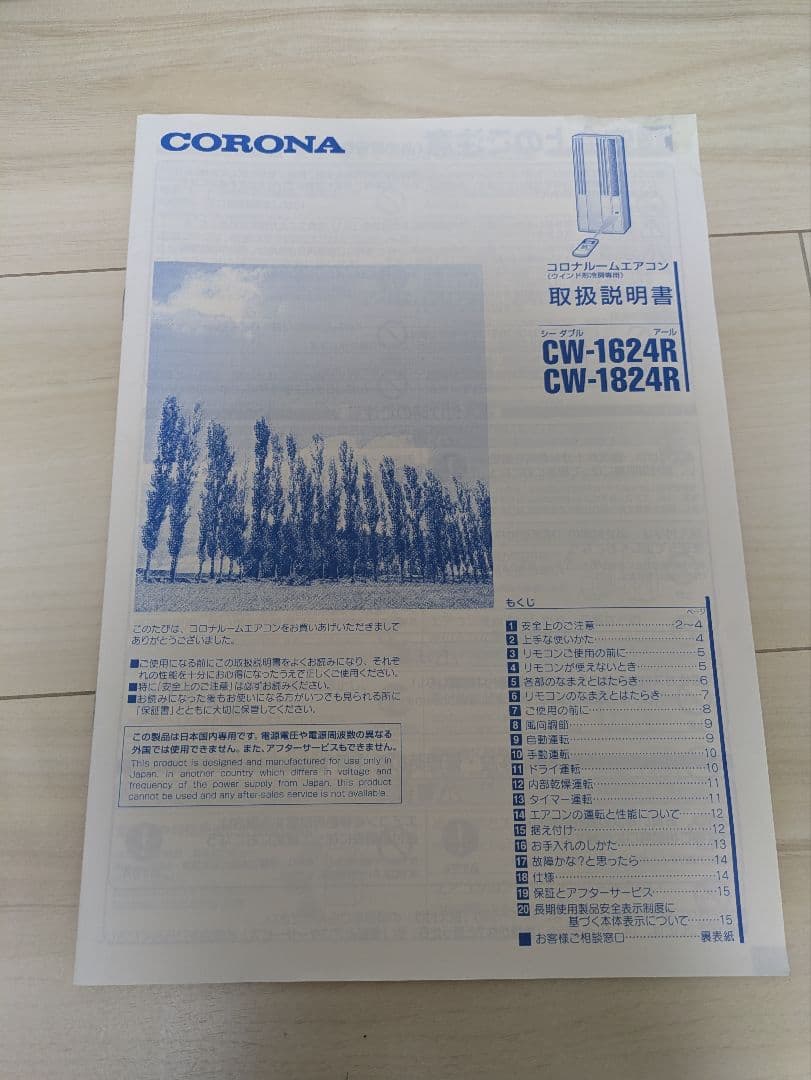 CORONA
コロナルームエアコン
(ウインド形冷房専用)
取扱説明書
シー ダブル アール
CW-1624R
CW-1824R
このたびは、コロナルームエアコンをお買いあげいただきまして
ありがとうございました。
■ご使用になる前にこの取扱説明書をよくお読みになり、それぞ
れの性能を十分にお心得になったうえで正しくご使用ください。
■特に「安全上のご注意」は必ずお読みください。
■お読みになった後もお使いになる方がいつでも見られる所に
「保証書」とともに大切に保管してください。
この製品は日本国内専用です。電源電圧や電源周波数の異なる
外国では使用できません。また、アフターサービスもできません。
This product is designed and manufactured for use only in
Japan. in another country which differs in voltage and
frequency of the power supply from Japan, this product
cannot be used and any after-sales service is not available.
もくじ
ページ
1 安全上のご注意……2〜4
2 上手な使いかた……4
3 リモコンご使用の前に……5
4 リモコンが使えないとき……5
5 各部のなまえとはたらき……6
6 リモコンのなまえとはたらき……7
7 ご使用の前に……8
8 風向調節……9
9 自動運転……9
10 手動運転……10
11 ドライ運転……10
12 内部乾燥運転……11
13 タイマー運転……11
14 エアコンの運転と性能について……12
15 据え付け……12
16 お手入れのしかた……13
17 故障かな?と思ったら……14
18 仕様……14
19 保証とアフターサービス……15
20 長期使用製品安全表示制度に
基づく本体表示について……15
■ お客様ご相談窓口……裏表紙